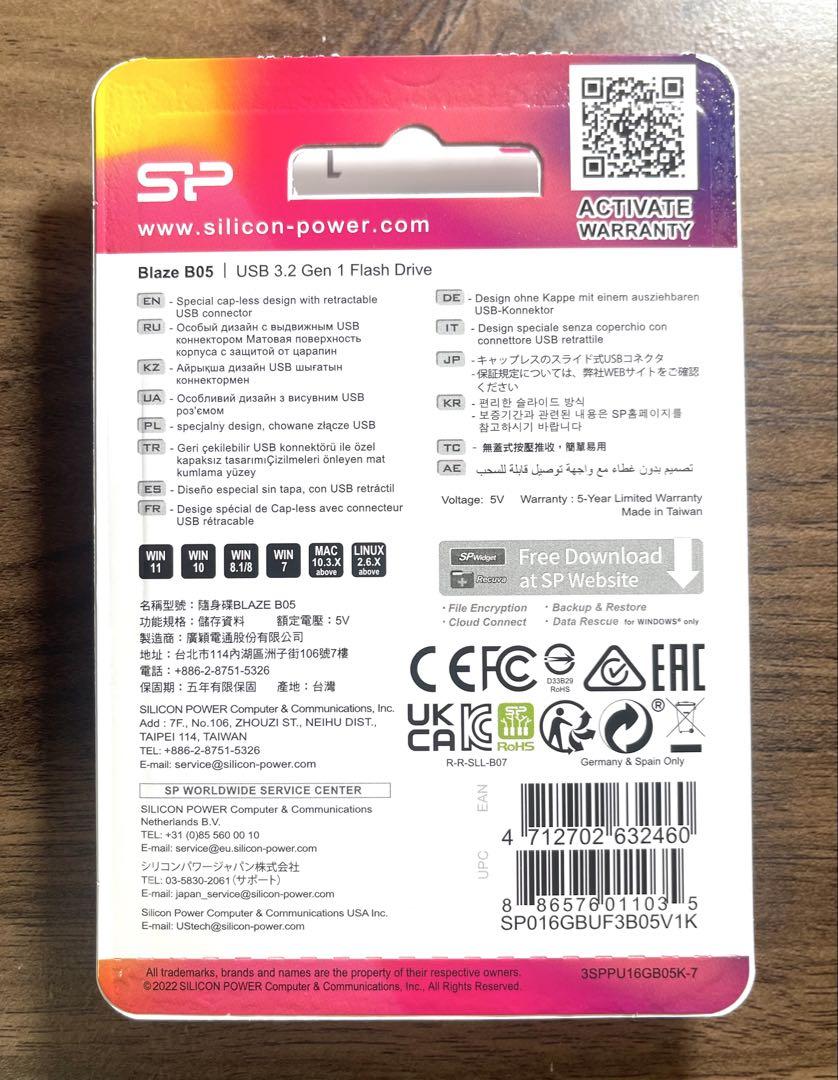 SP
www.silicon-power.com
ACTIVATE
WARRANTY
Blaze B05 | USB 3.2 Gen 1 Flash Drive
EN - Special cap-less design with retractable
USB connector
RU - Особый дизайн с выдвижным USB
коннектором Матовая поверхность
корпуса с защитой от царапин
KZ - Айрықша дизайн USB шығатын
коннектормен
UA - Особливий дизайн з висувним USB
роз'ємом
PL - specjalny design, chowane złącze USB
TR - Geri çekilebilir USB konnektörü ile özel
kapaksız tasarımıÇizilmeleri önleyen mat
kumlama yüzey
ES - Diseño especial sin tapa, con USB retráctil
FR - Desige spécial de Cap-less avec connecteur
USB rétracable
DE - Design ohne Kappe mit einem ausziehbaren
USB-Konnektor
IT - Design speciale senza coperchio con
connettore USB retrattile
JP - キャップレスのスライド式USBコネクタ
- 保証規定については、弊社WEBサイトをご確認
ください
KR - 편리한 슬라이드 방식
- 보증기간과 관련된 내용은 SP홈페이지를
참고하시기 바랍니다
TC - 無蓋式按壓推收，簡單易用
AE تصميم بدون غطاء مع واجهة توصيل قابلة للسحب
Voltage: 5V Warranty : 5-Year Limited Warranty
Made in Taiwan
WIN 11
WIN 10
WIN 8.1/8
WIN 7
MAC 10.3.X above
LINUX 2.6.X above
SPWidget
Recuva
Free Download
at SP Website
・File Encryption ・Backup & Restore
・Cloud Connect ・Data Rescue for WINDOWS® only
名稱型號：隨身碟BLAZE B05
功能規格：儲存資料 額定電壓：5V
製造商：廣穎電通股份有限公司
地址：台北市114內湖區洲子街106號7樓
電話：+886-2-8751-5326
保固期：五年有限保固 產地：台灣
SILICON POWER Computer & Communications, Inc.
Add : 7F., No.106, ZHOUZI ST., NEIHU DIST.,
TAIPEI 114, TAIWAN
TEL: +886-2-8751-5326
E-mail: service@silicon-power.com
CE FC D33B29 RoHS EAC
UK CA KC SP RoHS ®
R-R-SLL-B07
Germany & Spain Only
SP WORLDWIDE SERVICE CENTER
SILICON POWER Computer & Communications
Netherlands B.V.
TEL: +31 (0)85 560 00 10
E-mail: service@eu.silicon-power.com
シリコンパワージャパン株式会社
TEL: 03-5830-2061（サポート）
E-mail: japan_service@silicon-power.com
Silicon Power Computer & Communications USA Inc.
E-mail: UStech@silicon-power.com
EAN
4 712702 632460
UPC
8 86576 01103 5
SP016GBUF3B05V1K
All trademarks, brands and names are the property of their respective owners.
©2022 SILICON POWER Computer & Communications, Inc., All Rights Reserved.
3SPPU16GB05K-7